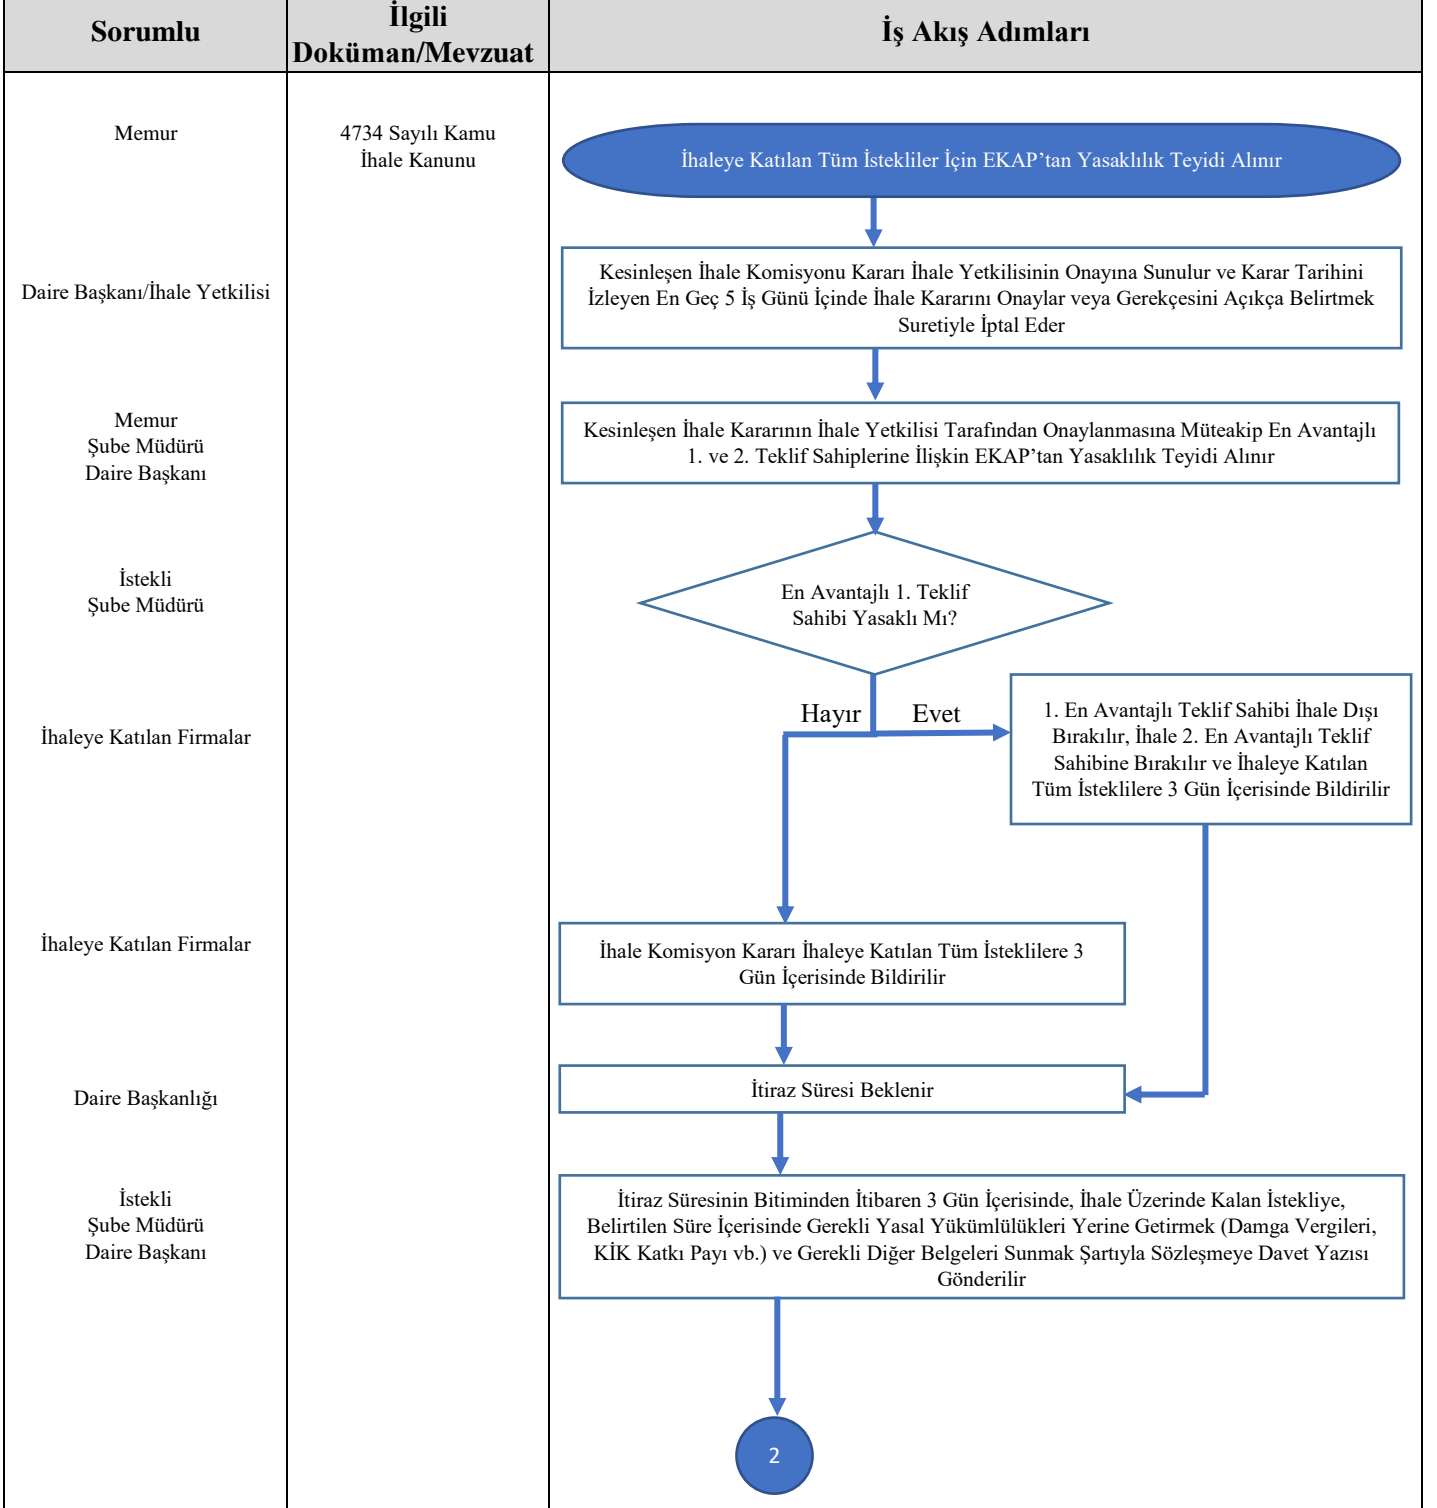 Sorumlu
İlgili
Doküman/Mevzuat
İş Akış Adımları
Memur
4734 Sayılı Kamu
İhale Kanunu
İhaleye Katılan Tüm İstekliler İçin EKAP’tan Yasaklılık Teyidi Alınır
Daire Başkanı/İhale Yetkilisi
Kesinleşen İhale Komisyonu Kararı İhale Yetkilisinin Onayına Sunulur ve Karar Tarihini
İzleyen En Geç 5 İş Günü İçinde İhale Kararını Onaylar veya Gerekçesini Açıkça Belirtmek
Suretiyle İptal Eder
Memur
Şube Müdürü
Daire Başkanı
Kesinleşen İhale Kararının İhale Yetkilisi Tarafından Onaylanmasına Müteakip En Avantajlı
1. ve 2. Teklif Sahiplerine İlişkin EKAP’tan Yasaklılık Teyidi Alınır
İstekli
Şube Müdürü
En Avantajlı 1. Teklif
Sahibi Yasaklı Mı?
Hayır
Evet
İhaleye Katılan Firmalar
1. En Avantajlı Teklif Sahibi İhale Dışı
Bırakılır, İhale 2. En Avantajlı Teklif
Sahibine Bırakılır ve İhaleye Katılan
Tüm İsteklilere 3 Gün İçerisinde Bildirilir
İhaleye Katılan Firmalar
İhale Komisyon Kararı İhaleye Katılan Tüm İsteklilere 3
Gün İçerisinde Bildirilir
Daire Başkanlığı
İtiraz Süresi Beklenir
İstekli
Şube Müdürü
Daire Başkanı
İtiraz Süresinin Bitiminden İtibaren 3 Gün İçerisinde, İhale Üzerinde Kalan İstekliye,
Belirtilen Süre İçerisinde Gerekli Yasal Yükümlülükleri Yerine Getirmek (Damga Vergileri,
KİK Katkı Payı vb.) ve Gerekli Diğer Belgeleri Sunmak Şartıyla Sözleşmeye Davet Yazısı
Gönderilir
2